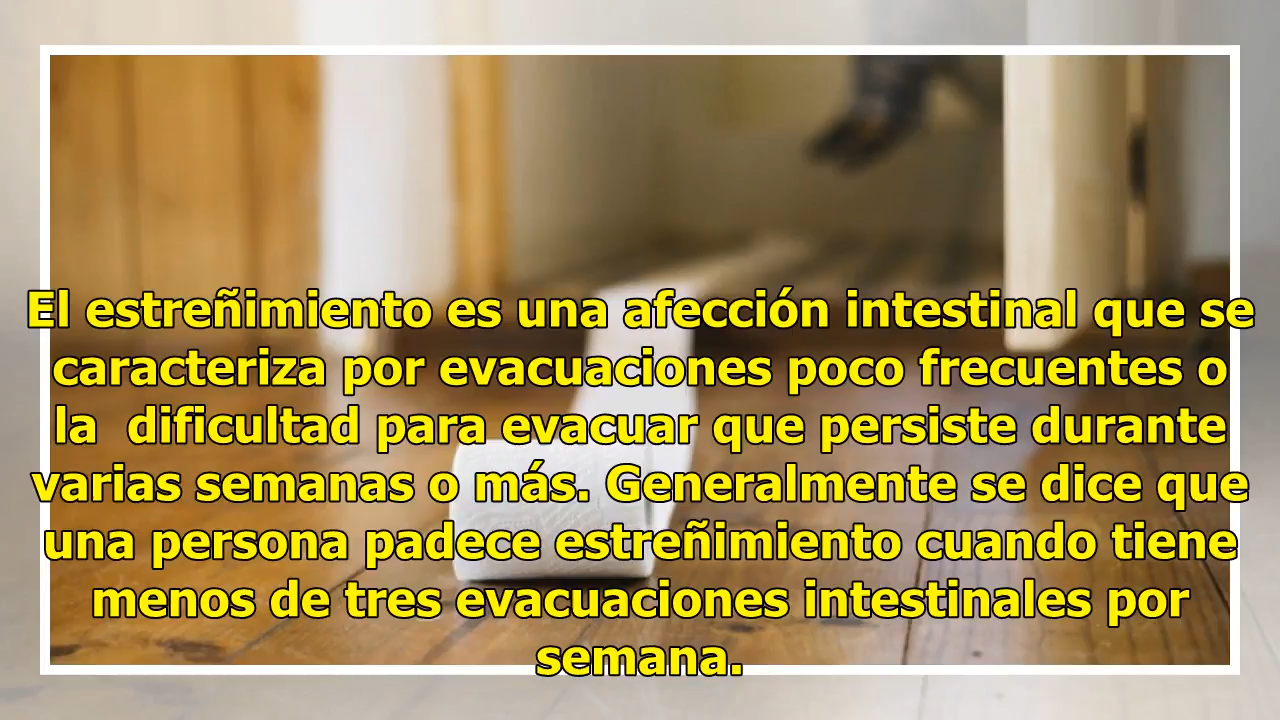 El estreñimiento es una afección intestinal que se
caracteriza por evacuaciones poco frecuentes o
la  dificultad para evacuar que persiste durante
varias semanas o más. Generalmente se dice que
una persona padece estreñimiento cuando tiene
menos de tres evacuaciones intestinales por
semana.